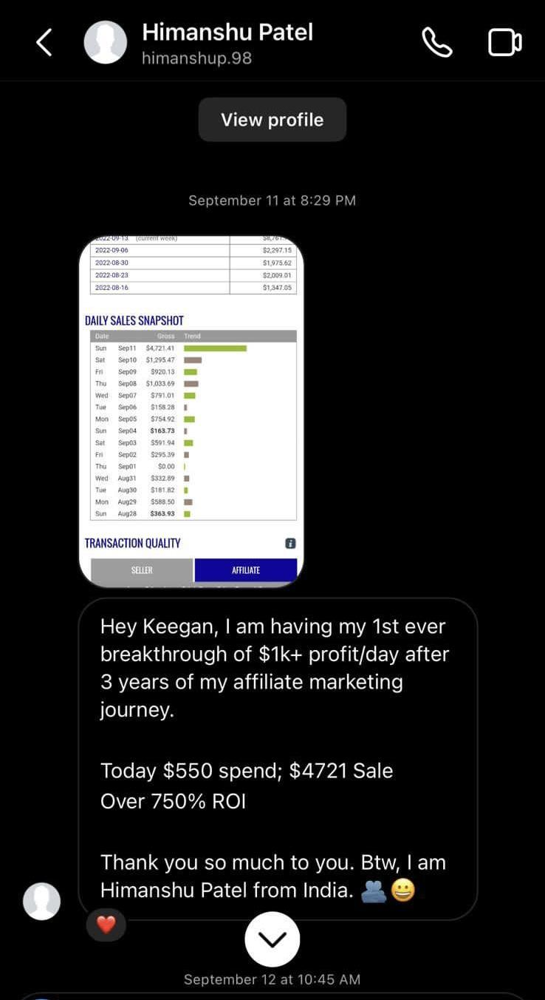 Himanshu Patel
himanshup.98
View profile
September 11 at 8:29 PM
2022-09-13 (current week)
2022-09-06 $2,297.15
2022-08-30 $1,975.62
2022-08-23 $2,009.01
2022-08-16 $1,347.05
DAILY SALES SNAPSHOT
Date Gross Trend
Sun Sep11 $4,721.41
Sat Sep10 $1,295.47
Fri Sep09 $920.13
Thu Sep08 $1,033.69
Wed Sep07 $791.01
Tue Sep06 $158.28
Mon Sep05 $754.92
Sun Sep04 $163.73
Sat Sep03 $591.94
Fri Sep02 $295.39
Thu Sep01 $0.00
Wed Aug31 $332.89
Tue Aug30 $181.82
Mon Aug29 $588.50
Sun Aug28 $363.93
TRANSACTION QUALITY
SELLER AFFILIATE
Hey Keegan, I am having my 1st ever
breakthrough of $1k+ profit/day after
3 years of my affiliate marketing
journey.
Today $550 spend; $4721 Sale
Over 750% ROI
Thank you so much to you. Btw, I am
Himanshu Patel from India. 🫂😀
❤️
September 12 at 10:45 AM